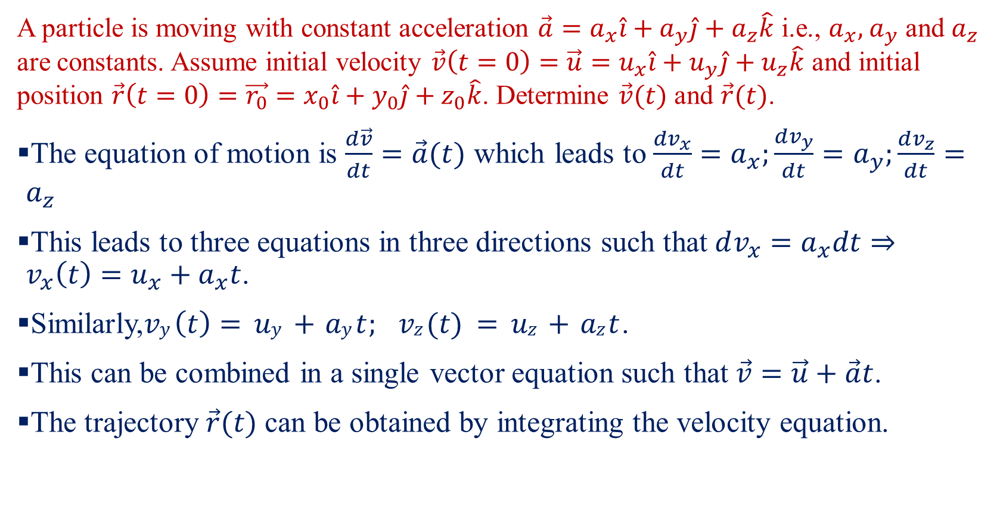 A particle is moving with constant acceleration $\vec{a} = a_x\hat{\imath} + a_y\hat{\jmath} + a_z\hat{k}$ i.e., $a_x, a_y$ and $a_z$
are constants. Assume initial velocity $\vec{v}(t = 0) = \vec{u} = u_x\hat{\imath} + u_y\hat{\jmath} + u_z\hat{k}$ and initial
position $\vec{r}(t = 0) = \overrightarrow{r_0} = x_0\hat{\imath} + y_0\hat{\jmath} + z_0\hat{k}$. Determine $\vec{v}(t)$ and $\vec{r}(t)$.
▪The equation of motion is $\frac{d\vec{v}}{dt} = \vec{a}(t)$ which leads to $\frac{dv_x}{dt} = a_x; \frac{dv_y}{dt} = a_y; \frac{dv_z}{dt} =$
$a_z$
▪This leads to three equations in three directions such that $dv_x = a_x dt \Rightarrow$
$v_x(t) = u_x + a_x t.$
▪Similarly,$v_y(t) = u_y + a_y t; \; v_z(t) = u_z + a_z t.$
▪This can be combined in a single vector equation such that $\vec{v} = \vec{u} + \vec{a}t.$
▪The trajectory $\vec{r}(t)$ can be obtained by integrating the velocity equation.